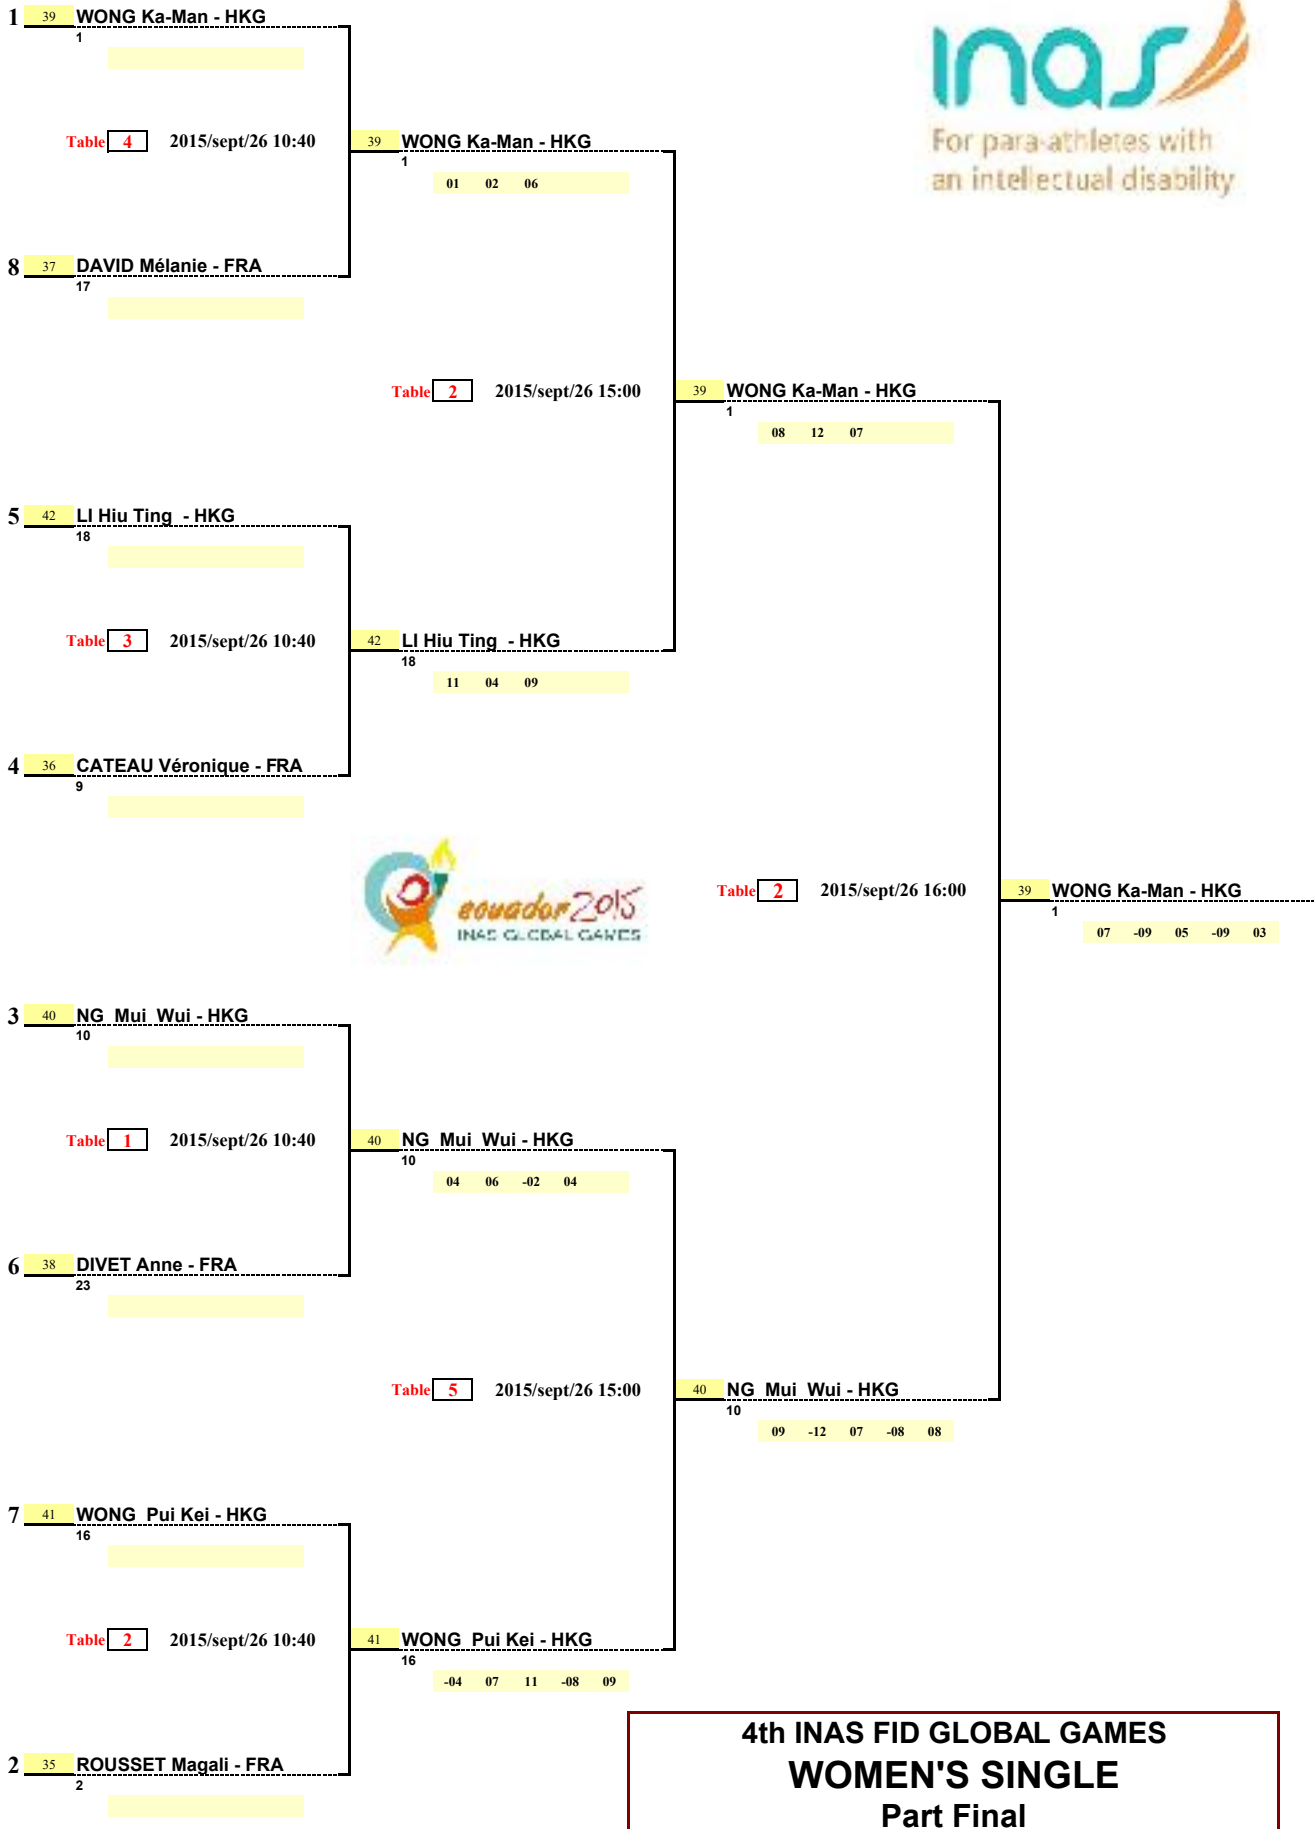 1 39 WONG Ka-Man - HKG
1
inas
For para-athletes with
an intellectual disability
Table 4 2015/sept/26 10:40
39 WONG Ka-Man - HKG
1
01 02 06
8 37 DAVID Mélanie - FRA
17
Table 2 2015/sept/26 15:00
39 WONG Ka-Man - HKG
1
08 12 07
5 42 LI Hiu Ting - HKG
18
Table 3 2015/sept/26 10:40
42 LI Hiu Ting - HKG
18
11 04 09
4 36 CATEAU Véronique - FRA
9
ecuador 2015
INAS GLOBAL GAMES
Table 2 2015/sept/26 16:00
39 WONG Ka-Man - HKG
1
07 -09 05 -09 03
3 40 NG Mui Wui - HKG
10
Table 1 2015/sept/26 10:40
40 NG Mui Wui - HKG
10
04 06 -02 04
6 38 DIVET Anne - FRA
23
Table 5 2015/sept/26 15:00
40 NG Mui Wui - HKG
10
09 -12 07 -08 08
7 41 WONG Pui Kei - HKG
16
Table 2 2015/sept/26 10:40
41 WONG Pui Kei - HKG
16
-04 07 11 -08 09
2 35 ROUSSET Magali - FRA
2
4th INAS FID GLOBAL GAMES
WOMEN'S SINGLE
Part Final